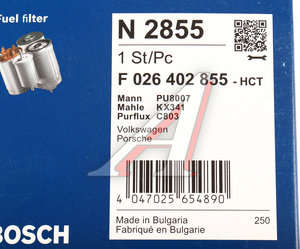 Fuel filter
N 2855
1 St/Pc
F 026 402 855 - HCT
Mann PU8007
Mahle KX341
Purflux C803
Volkswagen
Porsche
4 047025 654890
Made in Bulgaria 250
Fabriqué en Bulgarie
BOSCH